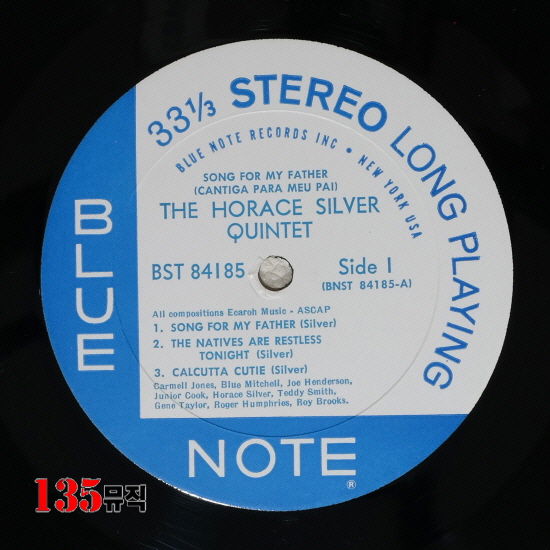 33⅓ STEREO LONG PLAYING
BLUE NOTE RECORDS INC • NEW YORK USA
SONG FOR MY FATHER
(CANTIGA PARA MEU PAI)
THE HORACE SILVER
QUINTET
BST 84185
Side 1
(BNST 84185-A)
All compositions Ecaroh Music - ASCAP
1. SONG FOR MY FATHER (Silver)
2. THE NATIVES ARE RESTLESS
TONIGHT (Silver)
3. CALCUTTA CUTIE (Silver)
Carmell Jones, Blue Mitchell, Joe Henderson,
Junior Cook, Horace Silver, Teddy Smith,
Gene Taylor, Roger Humphries, Roy Brooks.
BLUE
NOTE
®
135뮤직